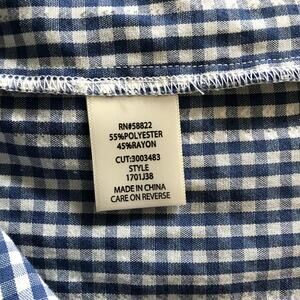 RN#58822
55%POLYESTER
45%RAYON
CUT:3003483
STYLE
1701J38
MADE IN CHINA
CARE ON REVERSE